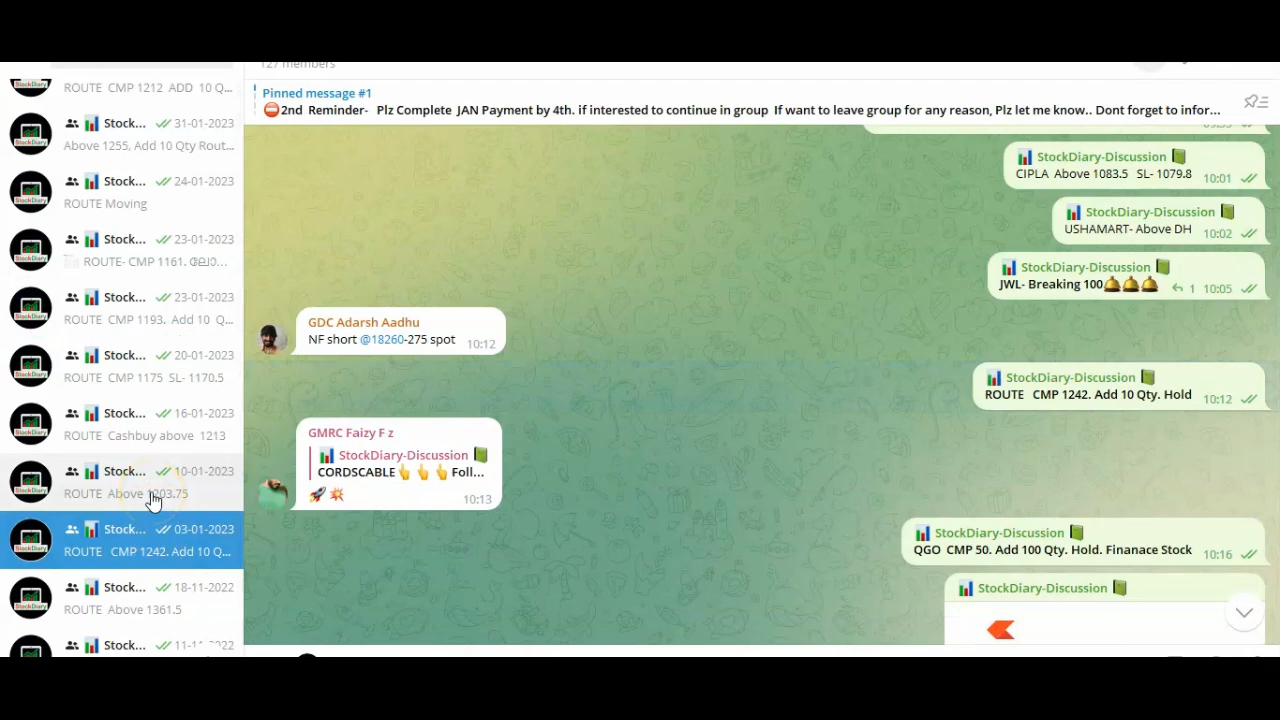 ROUTE CMP 1212 ADD 10 Q...
Stock... 31-01-2023
Above 1255, Add 10 Qty Rout...
Stock... 24-01-2023
ROUTE Moving
Stock... 23-01-2023
ROUTE- CMP 1161.
Stock... 23-01-2023
ROUTE CMP 1193. Add 10 Q...
Stock... 20-01-2023
ROUTE CMP 1175 SL- 1170.5
Stock... 16-01-2023
ROUTE Cashbuy above 1213
Stock... 10-01-2023
ROUTE Above 1203.75
Stock... 03-01-2023
ROUTE CMP 1242. Add 10 Q...
Stock... 18-11-2022
ROUTE Above 1361.5
Stock...
127 members
Pinned message #1
2nd Reminder- Plz Complete JAN Payment by 4th. if interested to continue in group If want to leave group for any reason, Plz let me know.. Dont forget to infor...
StockDiary-Discussion
CIPLA Above 1083.5 SL- 1079.8 10:01
StockDiary-Discussion
USHAMART- Above DH 10:02
StockDiary-Discussion
JWL- Breaking 100🔔🔔🔔 1 10:05
GDC Adarsh Aadhu
NF short @18260-275 spot 10:12
StockDiary-Discussion
ROUTE CMP 1242. Add 10 Qty. Hold 10:12
GMRC Faizy F z
StockDiary-Discussion
CORDSCABLE👆👆👆Foll...
🚀💥 10:13
StockDiary-Discussion
QGO CMP 50. Add 100 Qty. Hold. Finanace Stock 10:16
StockDiary-Discussion